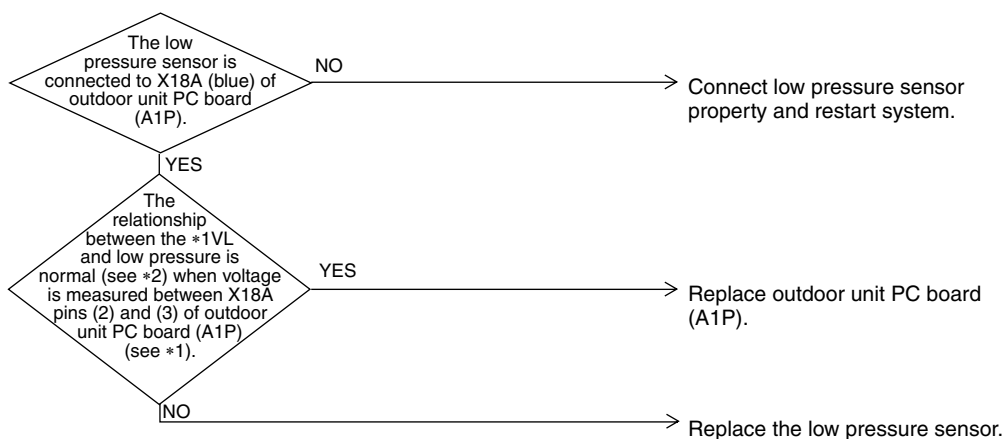 The low
pressure sensor is
connected to X18A (blue) of
outdoor unit PC board
(A1P).
NO
Connect low pressure sensor
property and restart system.
YES
The
relationship
between the *1VL
and low pressure is
normal (see *2) when voltage
is measured between X18A
pins (2) and (3) of outdoor
unit PC board (A1P)
(see *1).
YES
Replace outdoor unit PC board
(A1P).
NO
Replace the low pressure sensor.